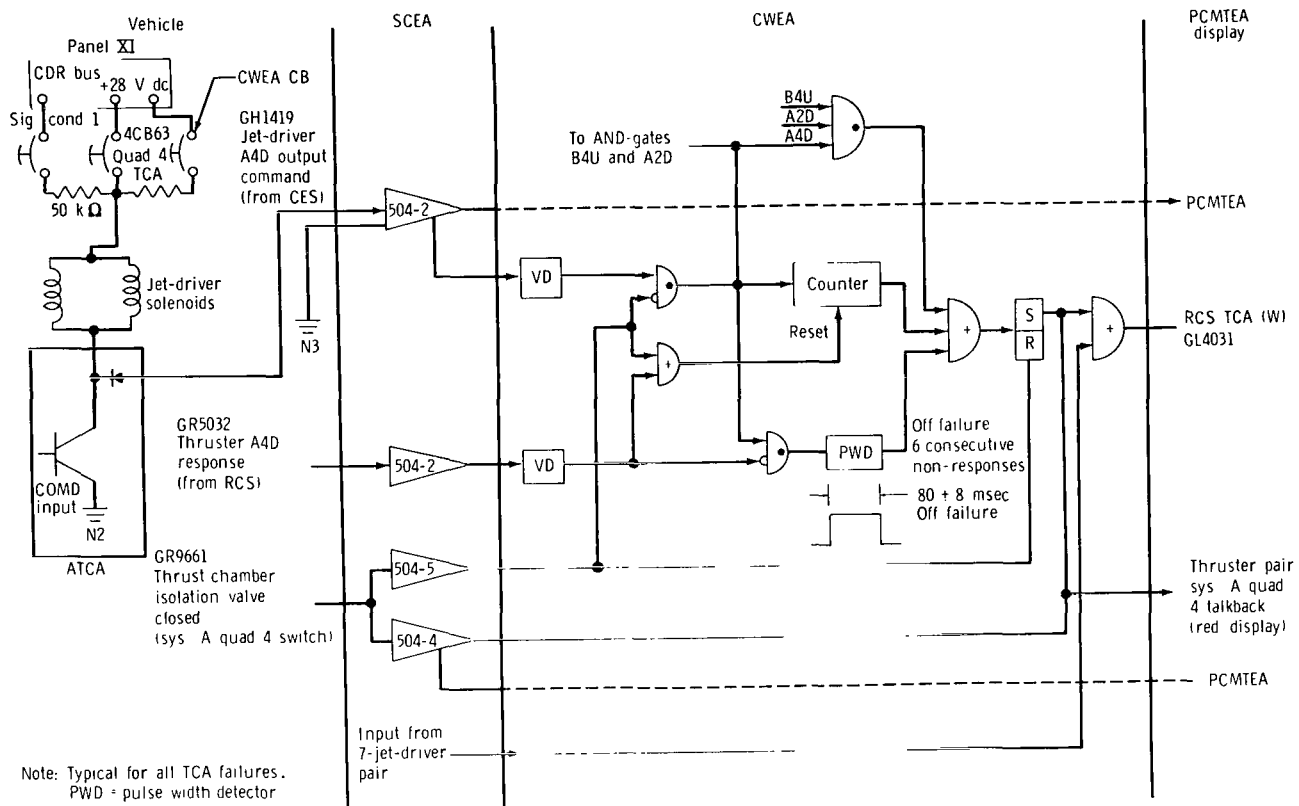 Vehicle
Panel XI
CDR bus
+28 V dc
CWEA CB
Sig cond 1
4CB63
Quad 4
TCA
50 k Ω
Jet-driver
solenoids
COMD
input
N2
ATCA
SCEA
CWEA
PCMTEA
display
GH1419
Jet-driver
A4D output
command
(from CES)
504-2
N3
VD
To AND-gates
B4U and A2D
B4U
A2D
A4D
PCMTEA
Counter
Reset
S
R
RCS TCA (W)
GL4031
GR5032
Thruster A4D
response
(from RCS)
504-2
VD
PWD
Off failure
6 consecutive
non-responses
80 + 8 msec
Off failure
GR9661
Thrust chamber
isolation valve
closed
(sys A quad 4 switch)
504-5
504-4
Thruster pair
sys A quad
4 talkback
(red display)
PCMTEA
Input from
7-jet-driver
pair
Note: Typical for all TCA failures.
PWD = pulse width detector